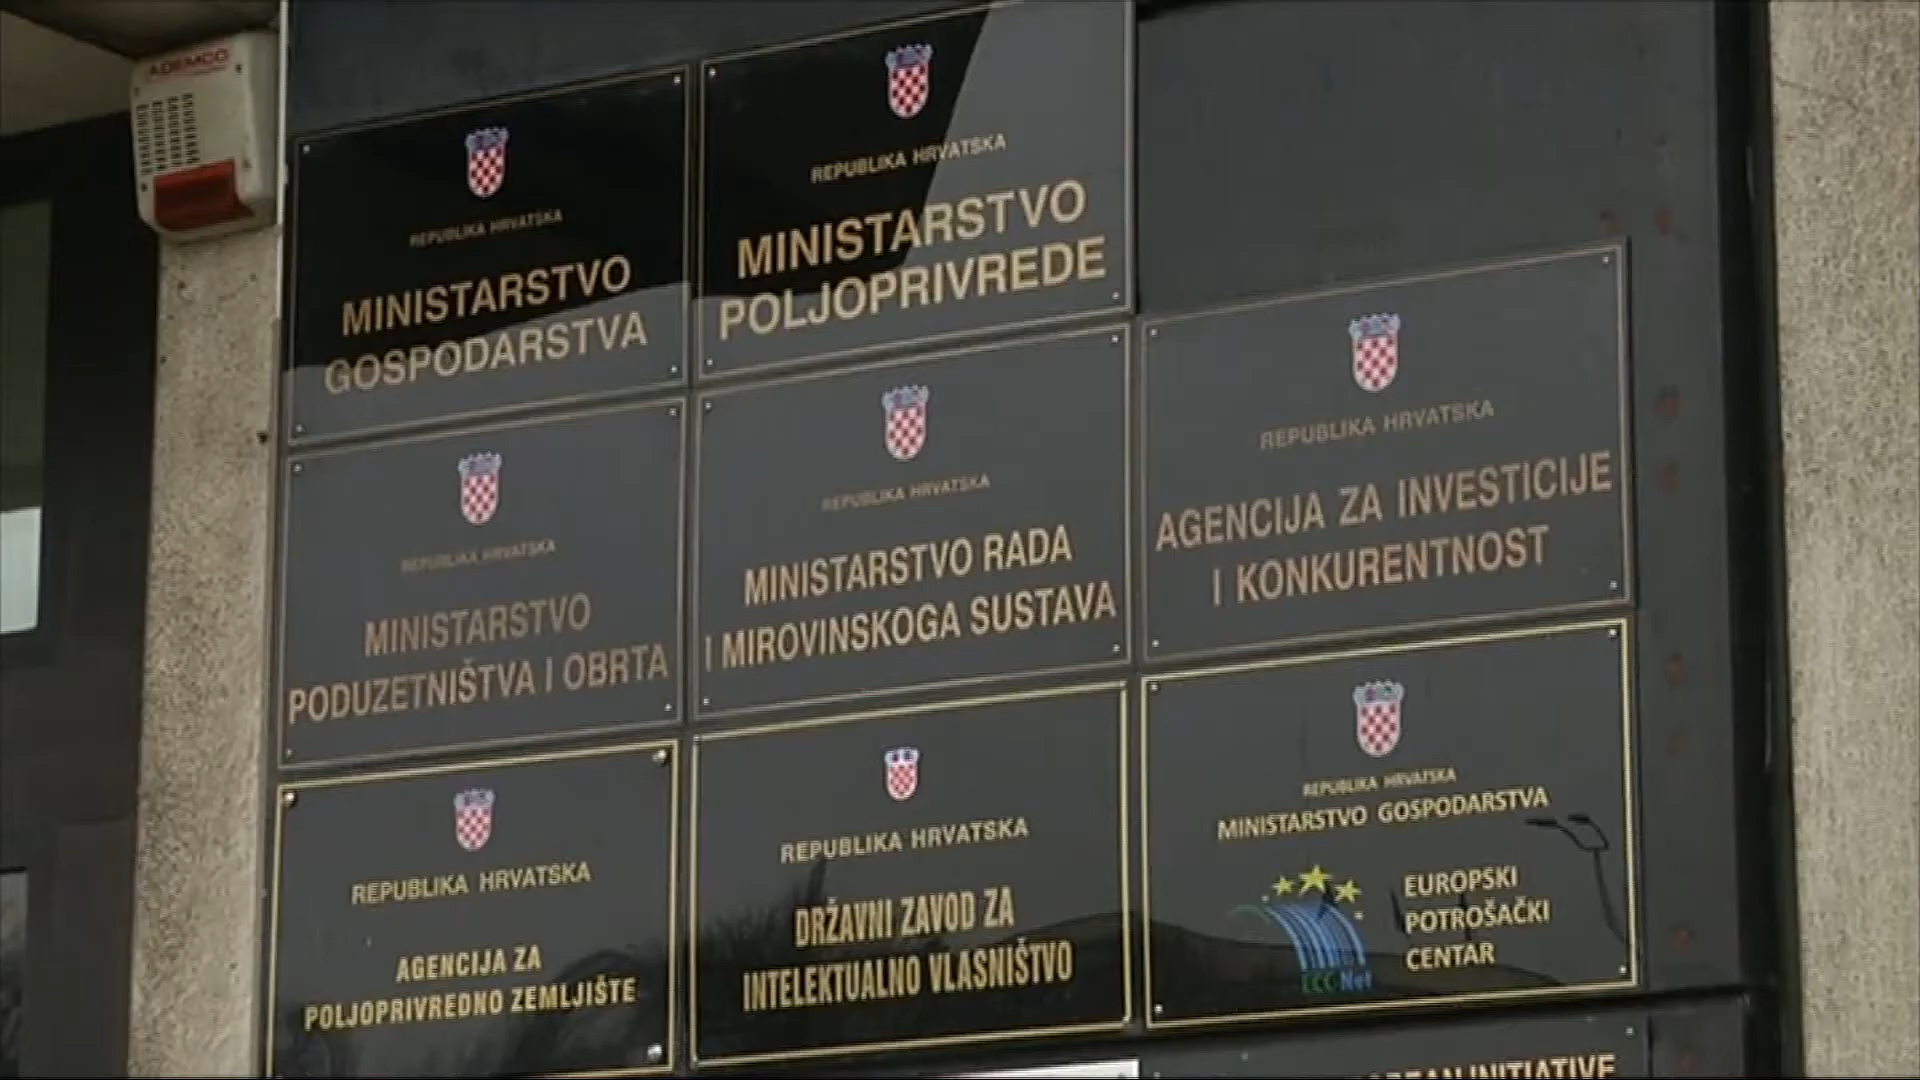 ADEMCO
REPUBLIKA HRVATSKA
MINISTARSTVO
GOSPODARSTVA
REPUBLIKA HRVATSKA
MINISTARSTVO
POLJOPRIVREDE
REPUBLIKA HRVATSKA
MINISTARSTVO
PODUZETNIŠTVA I OBRTA
REPUBLIKA HRVATSKA
MINISTARSTVO RADA
I MIROVINSKOGA SUSTAVA
REPUBLIKA HRVATSKA
AGENCIJA ZA INVESTICIJE
I KONKURENTNOST
REPUBLIKA HRVATSKA
AGENCIJA ZA
POLJOPRIVREDNO ZEMLJIŠTE
REPUBLIKA HRVATSKA
DRŽAVNI ZAVOD ZA
INTELEKTUALNO VLASNIŠTVO
REPUBLIKA HRVATSKA
MINISTARSTVO GOSPODARSTVA
EUROPSKI
POTROŠAČKI
CENTAR
ECC-Net
INITIATIVE